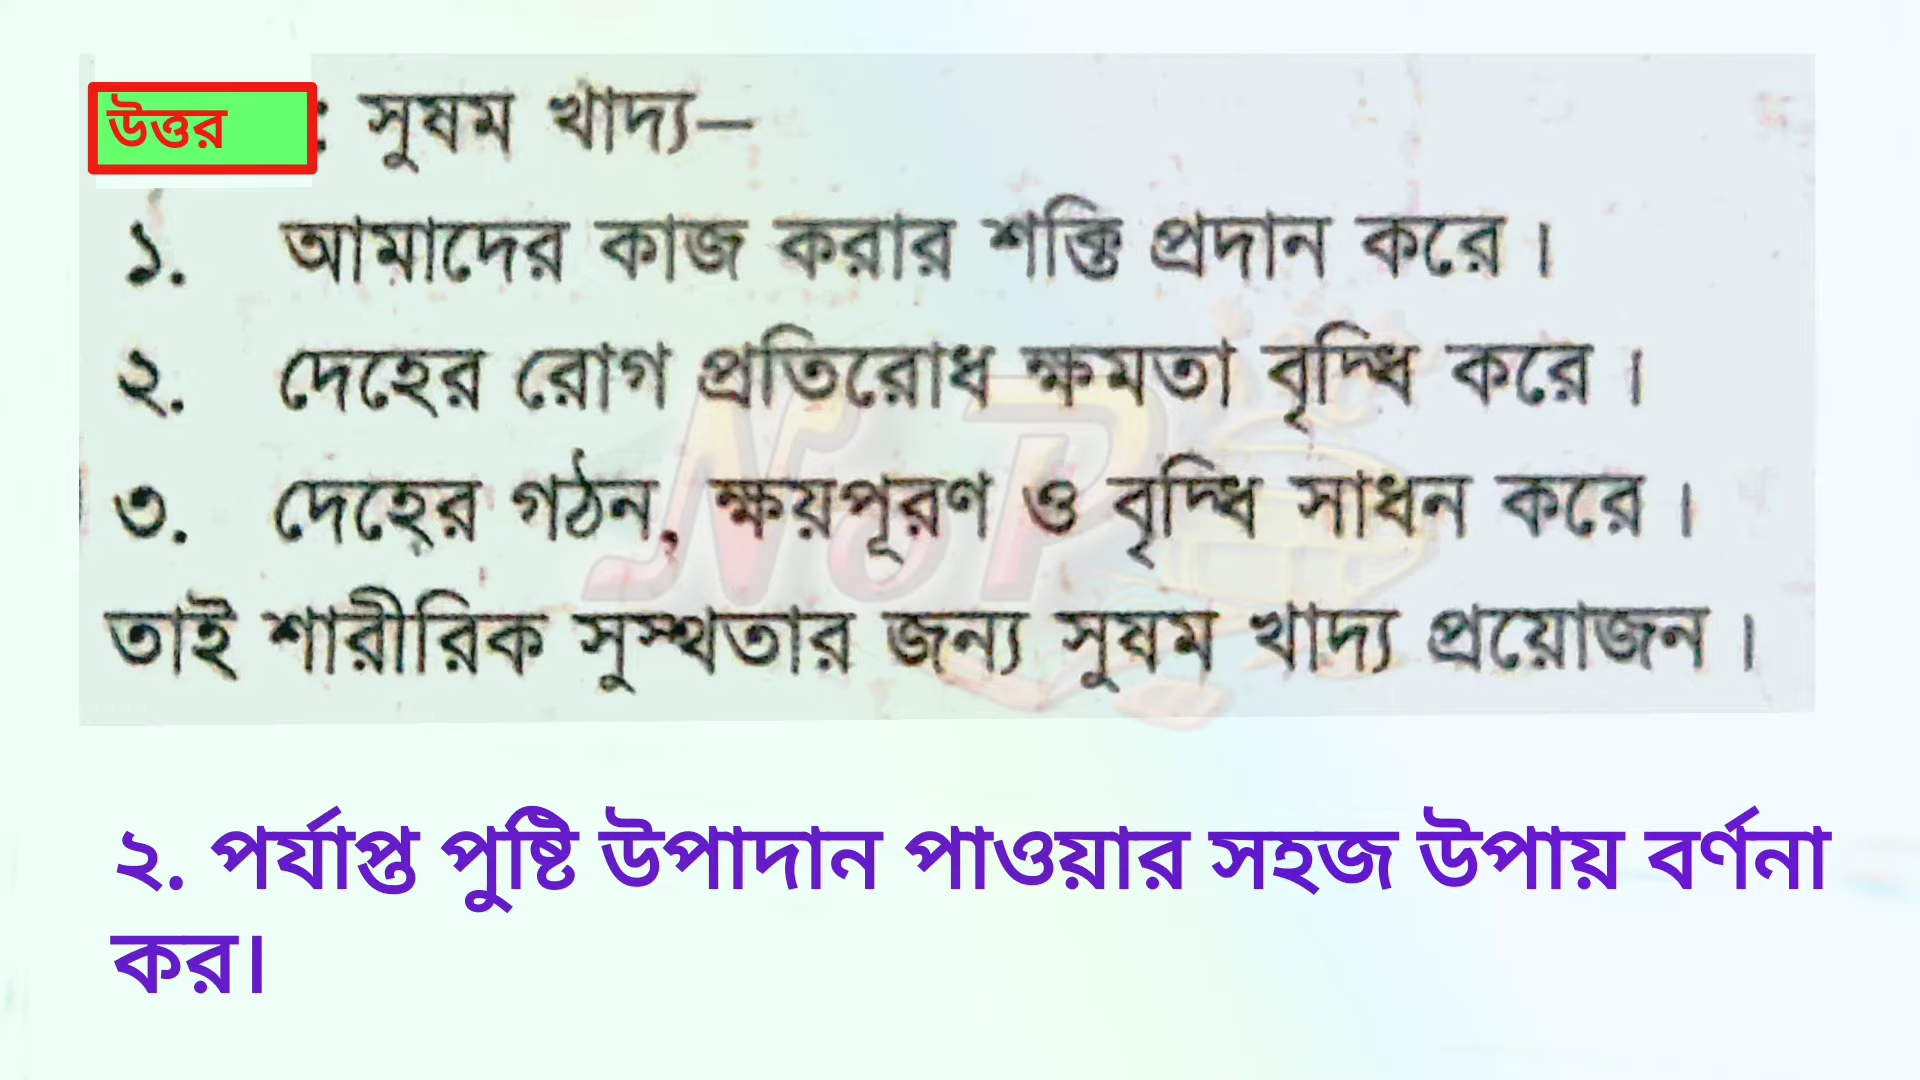 উত্তর : সুষম খাদ্য—
১. আমাদের কাজ করার শক্তি প্রদান করে।
২. দেহের রোগ প্রতিরোধ ক্ষমতা বৃদ্ধি করে।
৩. দেহের গঠন, ক্ষয়পূরণ ও বৃদ্ধি সাধন করে।
তাই শারীরিক সুস্থতার জন্য সুষম খাদ্য প্রয়োজন।
NJP
২. পর্যাপ্ত পুষ্টি উপাদান পাওয়ার সহজ উপায় বর্ণনা
কর।